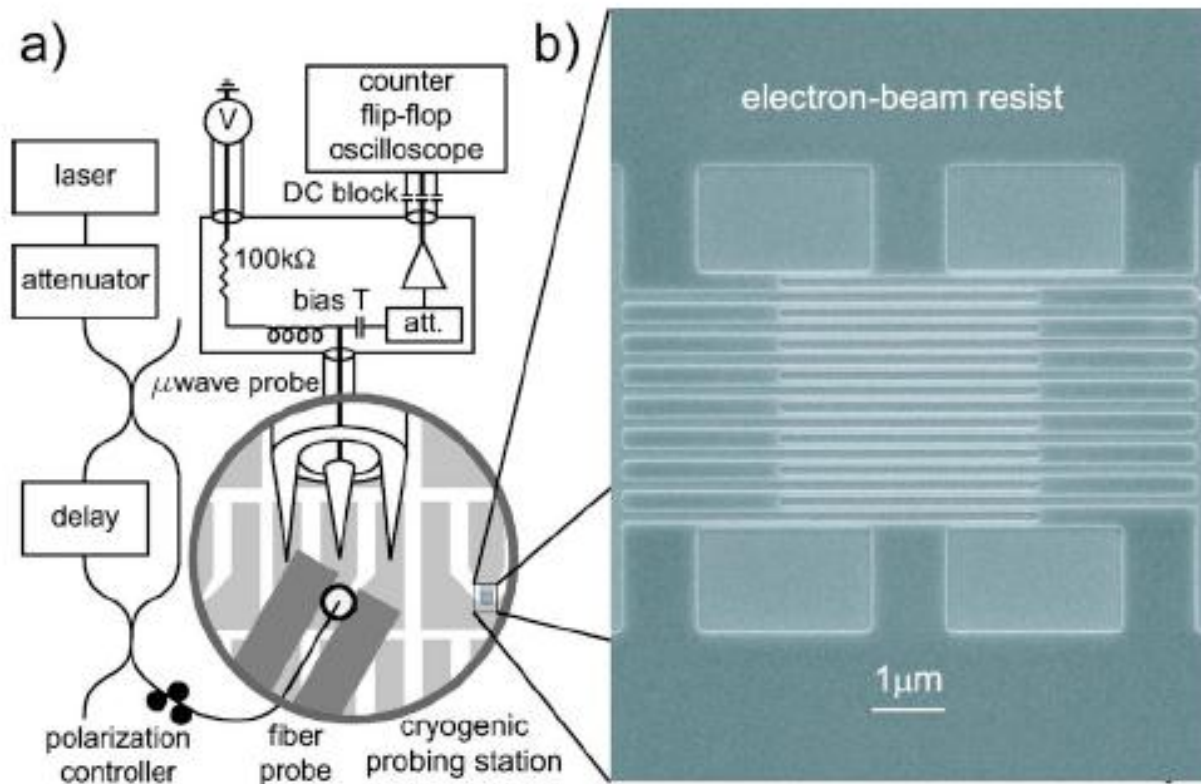 a)
b)
counter
flip-flop
oscilloscope
V
laser
DC block
attenuator
100kΩ
bias T
att.
μwave probe
delay
polarization
controller
fiber
probe
cryogenic
probing station
electron-beam resist
1μm